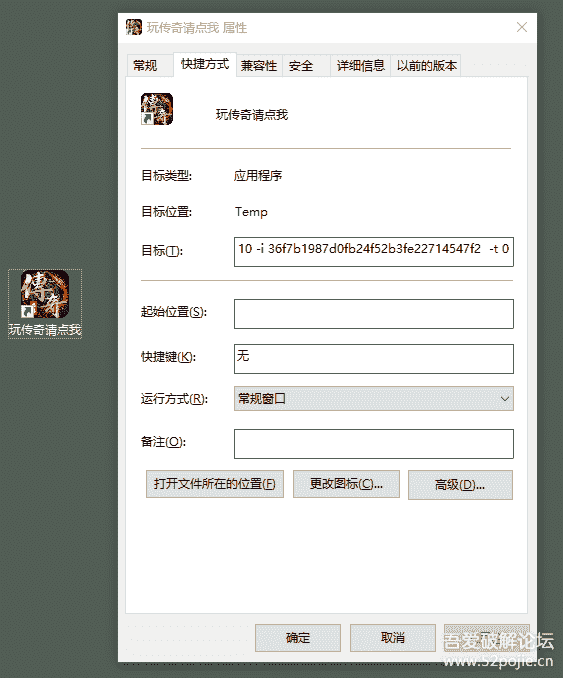 玩传奇请点我 属性
常规 快捷方式 兼容性 安全 详细信息 以前的版本
傳奇
玩传奇请点我
目标类型: 应用程序
目标位置: Temp
目标(T): 10 -i 36f7b1987d0fb24f52b3fe22714547f2 -t 0
傳奇
玩传奇请点我
起始位置(S):
快捷键(K): 无
运行方式(R): 常规窗口
备注(O):
打开文件所在的位置(F) 更改图标(C)... 高级(D)...
确定 取消
吾爱破解论坛
www.52pojie.cn